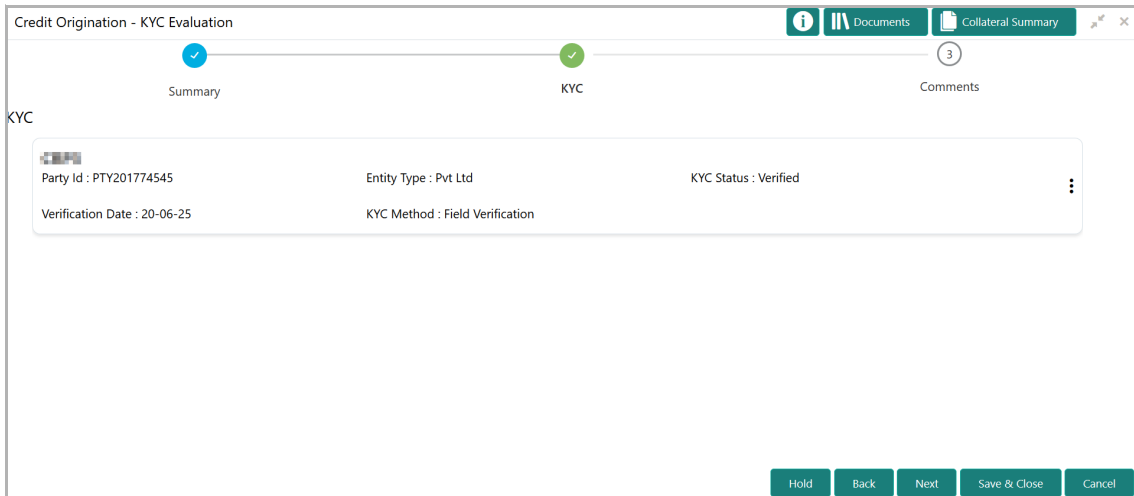 Credit Origination - KYC Evaluation
Documents
Collateral Summary
3
Summary
KYC
Comments
KYC
Party Id : PTY201774545 Entity Type : Pvt Ltd KYC Status : Verified
Verification Date : 20-06-25 KYC Method : Field Verification
Hold Back Next Save & Close Cancel